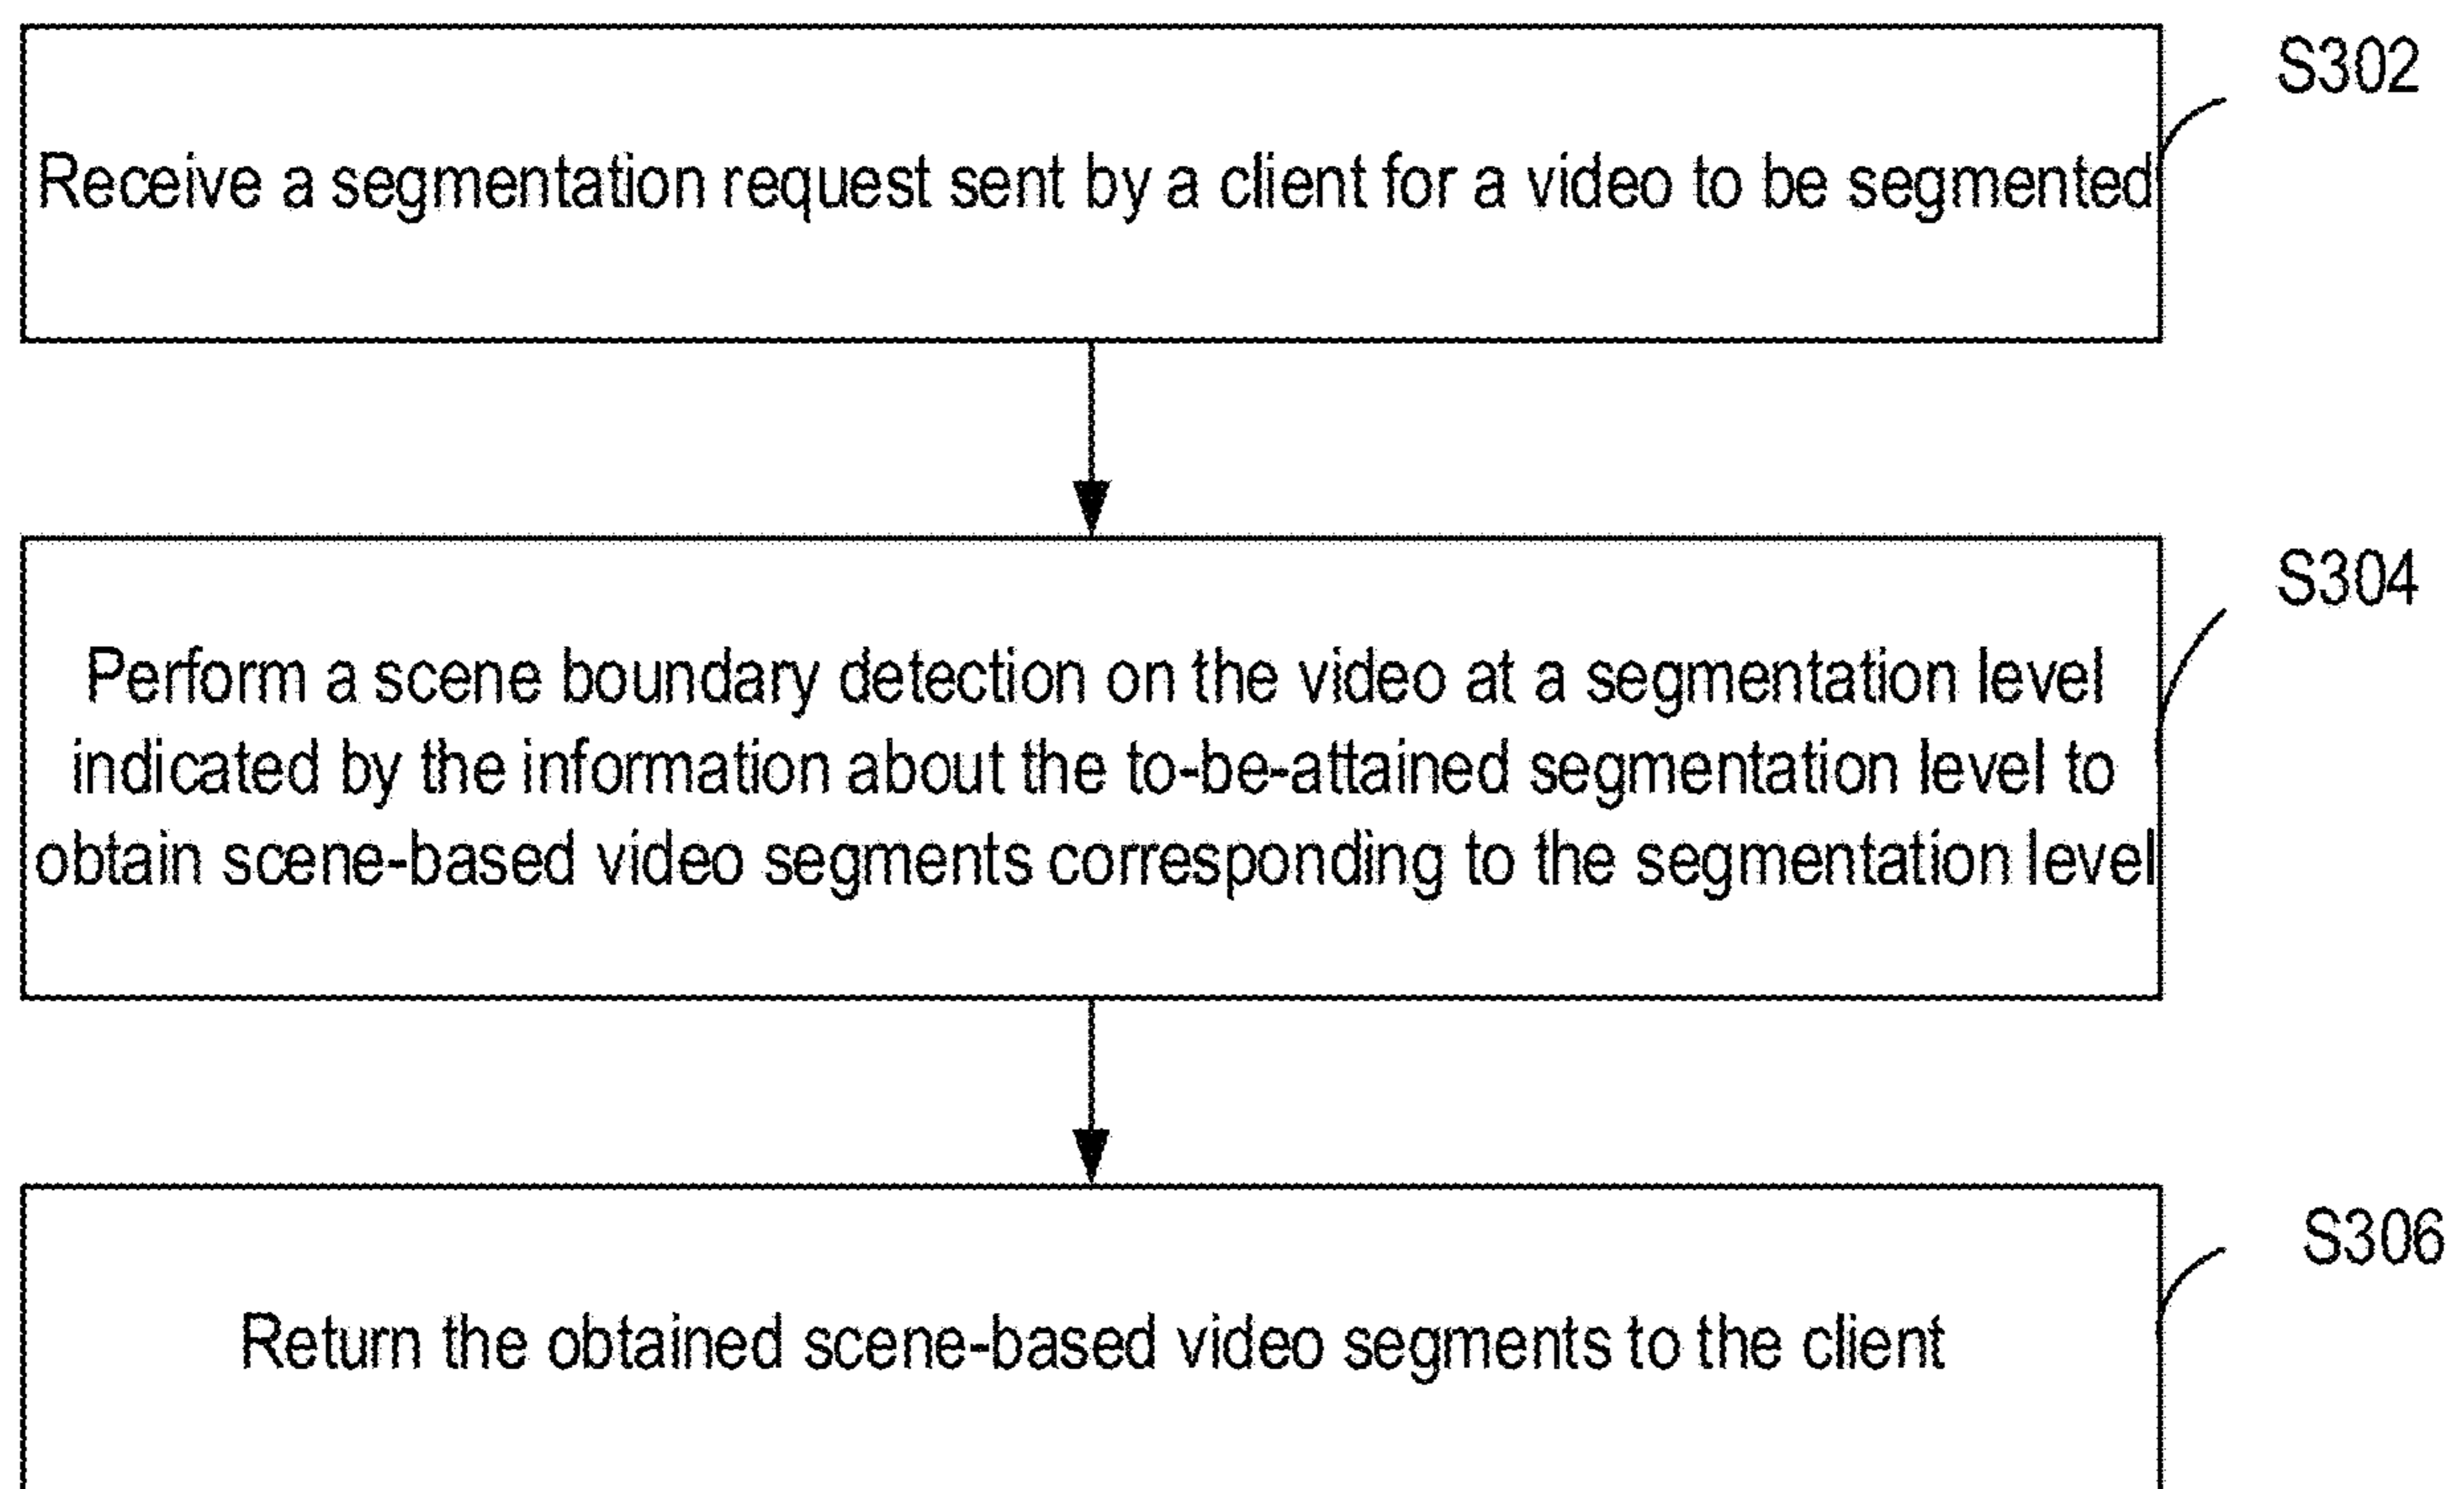 S302
Receive a segmentation request sent by a client for a video to be segmented
S304
Perform a scene boundary detection on the video at a segmentation level
indicated by the information about the to-be-attained segmentation level to
obtain scene-based video segments corresponding to the segmentation level
S306
Return the obtained scene-based video segments to the client